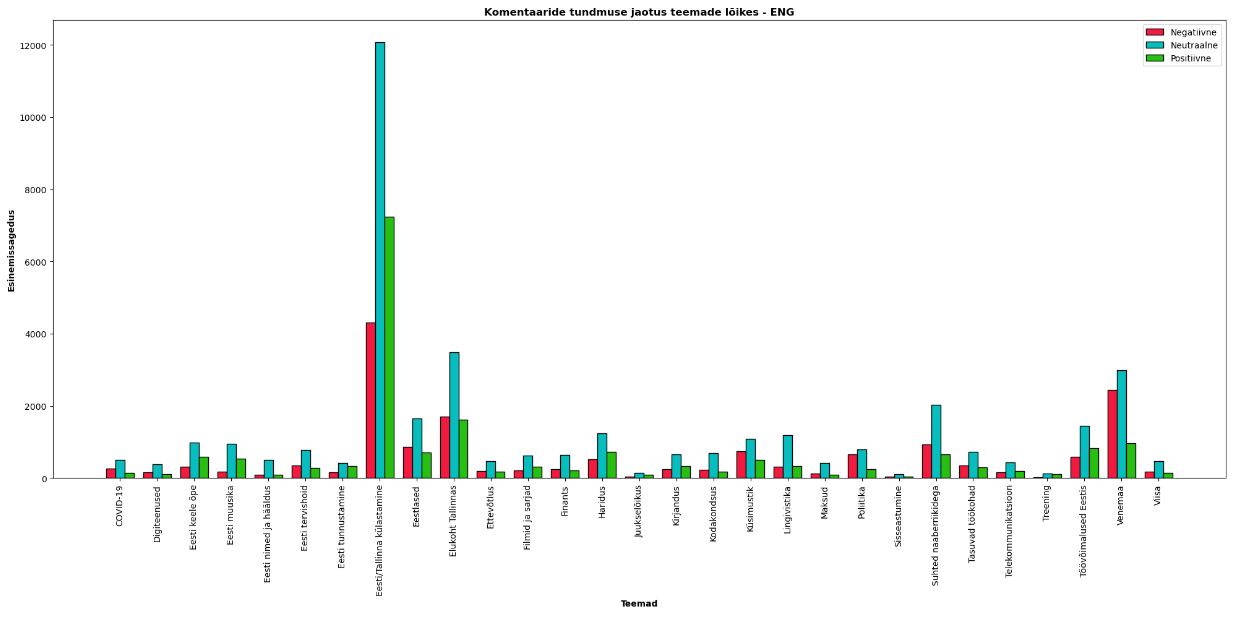 Komentaaride tundmuse jaotus teemade lõikes - ENG
Negatiivne
Neutraalne
Positiivne
12000
10000
8000
6000
4000
2000
0
Esinemissagedus
COVID-19
Digiteenused
Eesti keele õpe
Eesti muusika
Eesti nimed ja hääldus
Eesti tervishoid
Eesti tunnustamine
Eesti/Tallinna külastamine
Eestlased
Elukoht Tallinnas
Ettevõtlus
Filmid ja sarjad
Finants
Haridus
Juukselõikus
Kirjandus
Kodakondsus
Küsimustik
Lingivistika
Maksud
Poliitika
Sisseastumine
Suhted naaberriikidega
Tasuvad töökohad
Telekommunikatsioon
Treening
Töövõimalused Eestis
Venemaa
Viisa
Teemad